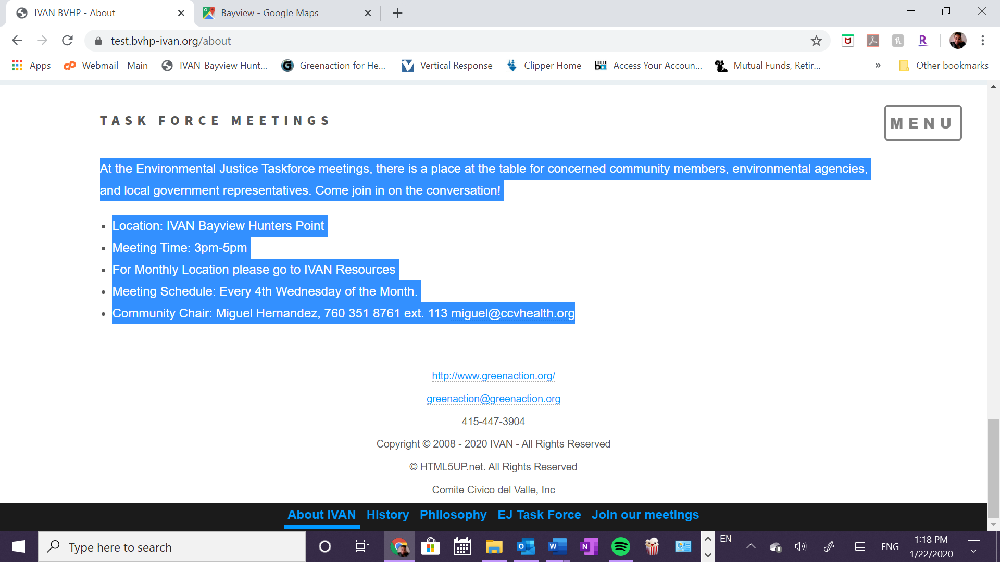 IVAN BVHP - About
Bayview - Google Maps
test.bvhp-ivan.org/about
Apps
Webmail - Main
IVAN-Bayview Hunt...
Greenaction for He...
Vertical Response
Clipper Home
Access Your Accoun...
Mutual Funds, Retir...
»
Other bookmarks
TASK FORCE MEETINGS
MENU
At the Environmental Justice Taskforce meetings, there is a place at the table for concerned community members, environmental agencies,
and local government representatives. Come join in on the conversation!
• Location: IVAN Bayview Hunters Point
• Meeting Time: 3pm-5pm
• For Monthly Location please go to IVAN Resources
• Meeting Schedule: Every 4th Wednesday of the Month.
• Community Chair: Miguel Hernandez, 760 351 8761 ext. 113 miguel@ccvhealth.org
http://www.greenaction.org/
greenaction@greenaction.org
415-447-3904
Copyright © 2008 - 2020 IVAN - All Rights Reserved
© HTML5UP.net. All Rights Reserved
Comite Civico del Valle, Inc
About IVAN History Philosophy EJ Task Force Join our meetings
Type here to search
EN
ENG
1:18 PM
1/22/2020